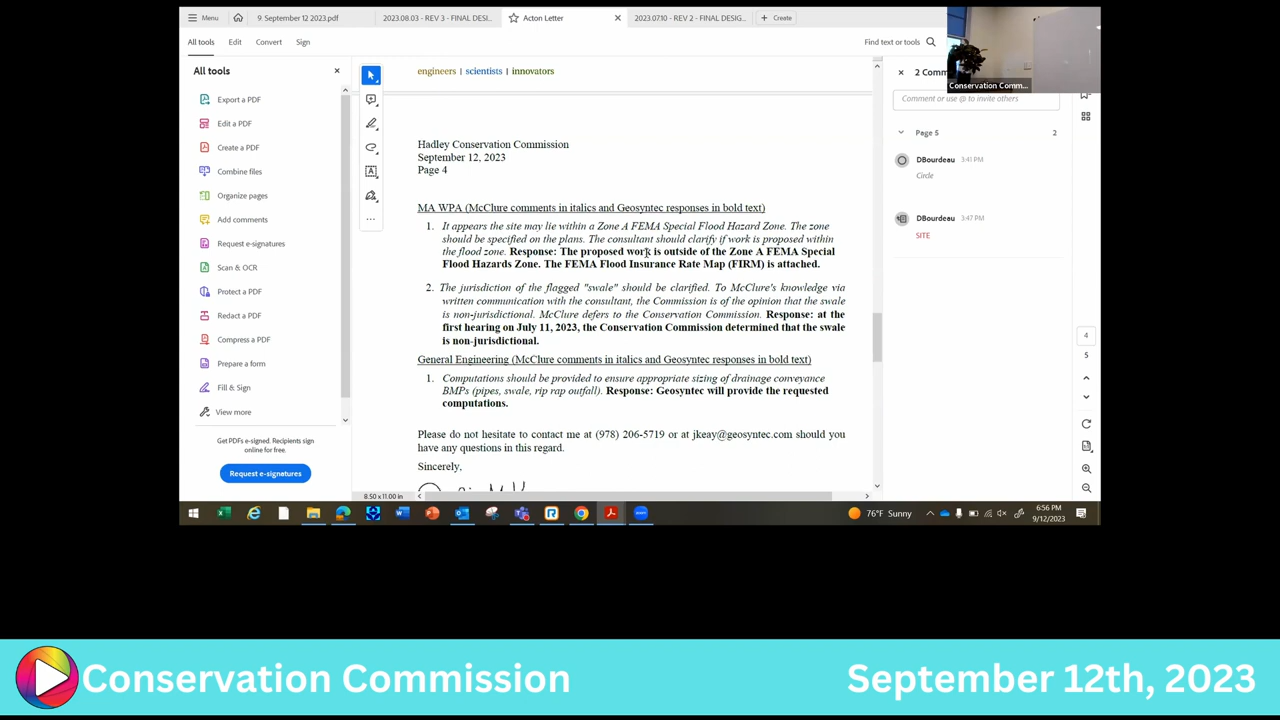 Menu
9. September 12 2023.pdf
2023.08.03 - REV 3 - FINAL DESI...
Acton Letter
2023.07.10 - REV 2 - FINAL DESIG...
Create
All tools
Edit
Convert
Sign
Find text or tools
All tools
Export a PDF
Edit a PDF
Create a PDF
Combine files
Organize pages
Add comments
Request e-signatures
Scan & OCR
Protect a PDF
Redact a PDF
Compress a PDF
Prepare a form
Fill & Sign
View more
Get PDFs e-signed. Recipients sign
online for free.
Request e-signatures
engineers | scientists | innovators
Hadley Conservation Commission
September 12, 2023
Page 4
MA WPA (McClure comments in italics and Geosyntec responses in bold text)
1. It appears the site may lie within a Zone A FEMA Special Flood Hazard Zone. The zone
should be specified on the plans. The consultant should clarify if work is proposed within
the flood zone. Response: The proposed work is outside of the Zone A FEMA Special
Flood Hazards Zone. The FEMA Flood Insurance Rate Map (FIRM) is attached.
2. The jurisdiction of the flagged "swale" should be clarified. To McClure's knowledge via
written communication with the consultant, the Commission is of the opinion that the swale
is non-jurisdictional. McClure defers to the Conservation Commission. Response: at the
first hearing on July 11, 2023, the Conservation Commission determined that the swale
is non-jurisdictional.
General Engineering (McClure comments in italics and Geosyntec responses in bold text)
1. Computations should be provided to ensure appropriate sizing of drainage conveyance
BMPs (pipes, swale, rip rap outfall). Response: Geosyntec will provide the requested
computations.
Please do not hesitate to contact me at (978) 206-5719 or at jkeay@geosyntec.com should you
have any questions in this regard.
Sincerely,
8.50 x 11.00 in
2 Comm
Conservation Comm...
Comment or use @ to invite others
Page 5
2
DBourdeau
3:41 PM
Circle
DBourdeau
3:47 PM
SITE
4
5
76°F Sunny
6:56 PM
9/12/2023
Conservation Commission
September 12th, 2023